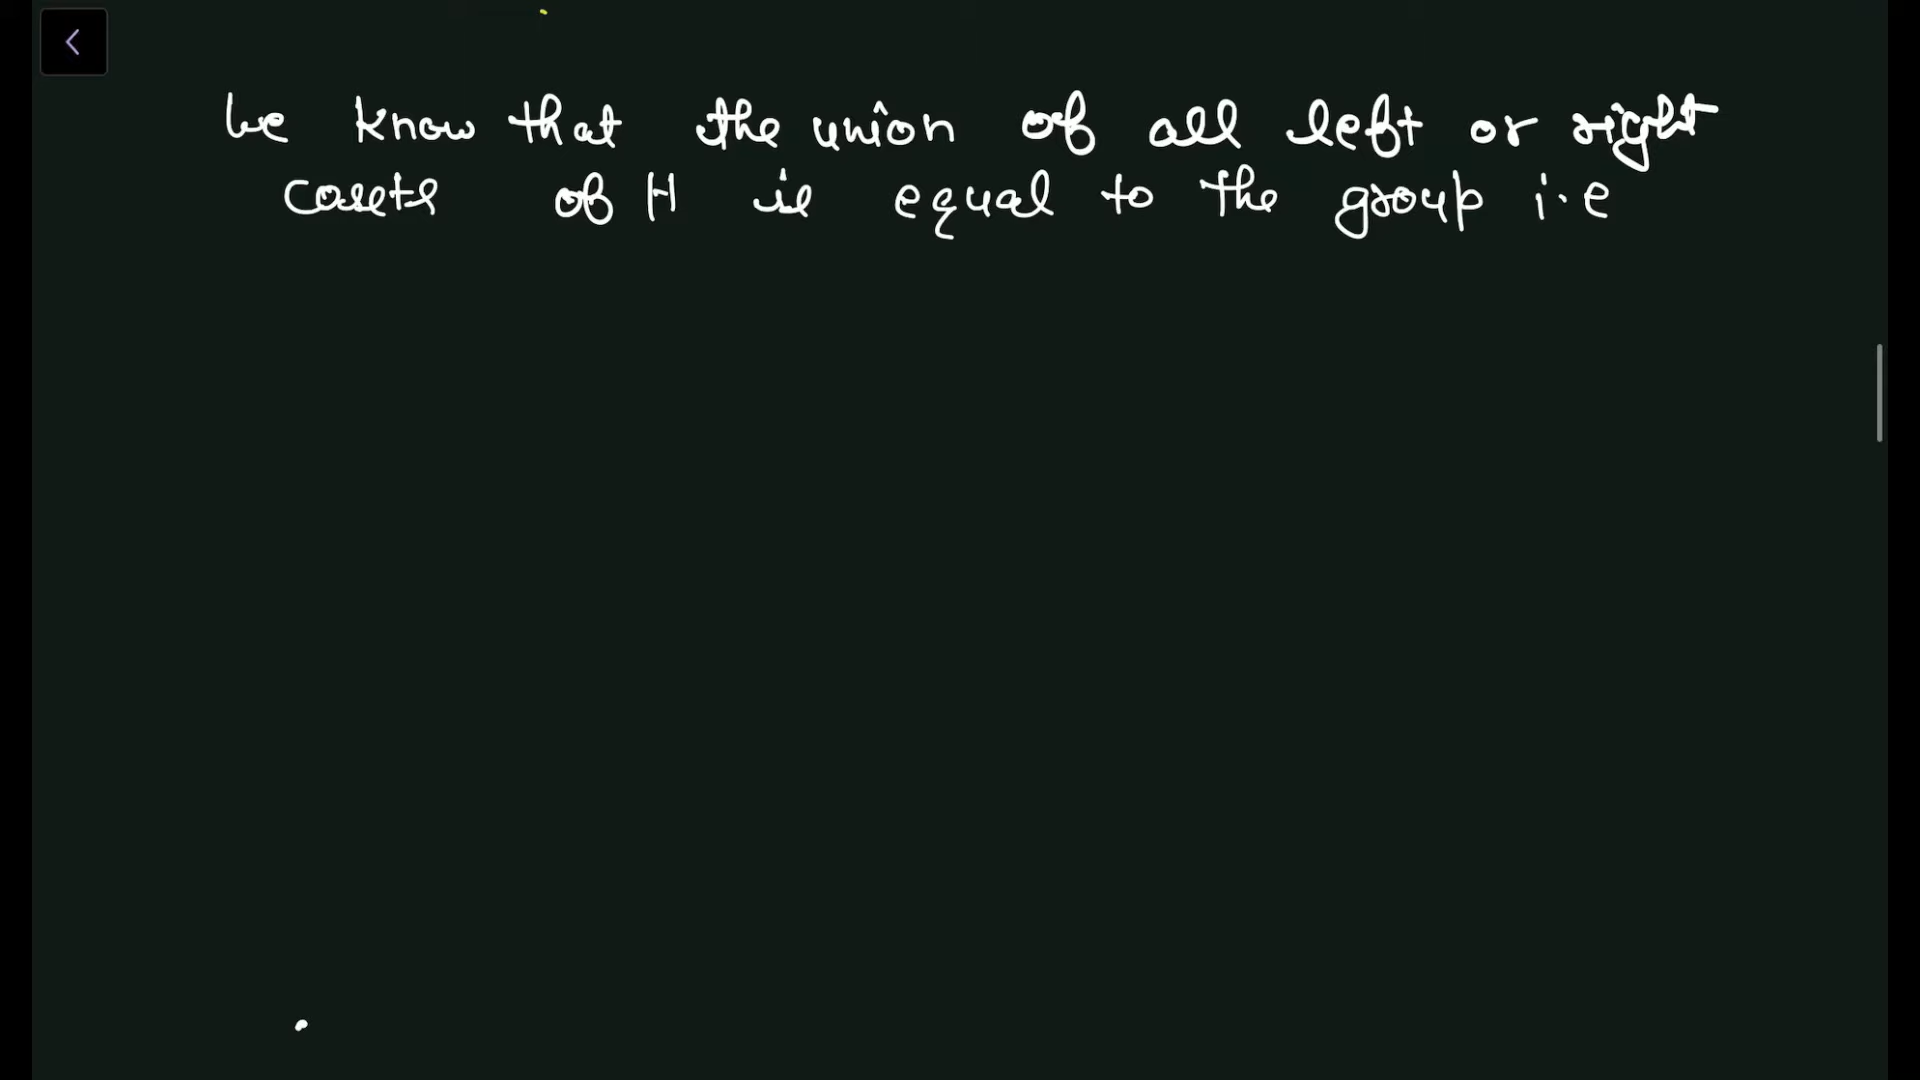 we know that the union of all left or right
cosets of H is equal to the group i.e